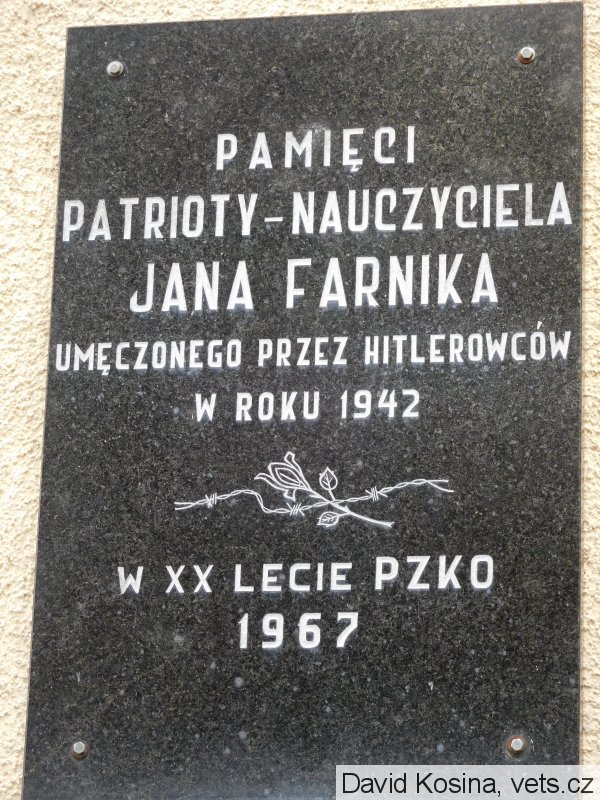 PAMIĘCI
PATRIOTY-NAUCZYCIELA
JANA FARNIKA
UMĘCZONEGO PRZEZ HITLEROWCÓW
W ROKU 1942
W XX LECIE PZKO
1967
David Kosina, vets.cz